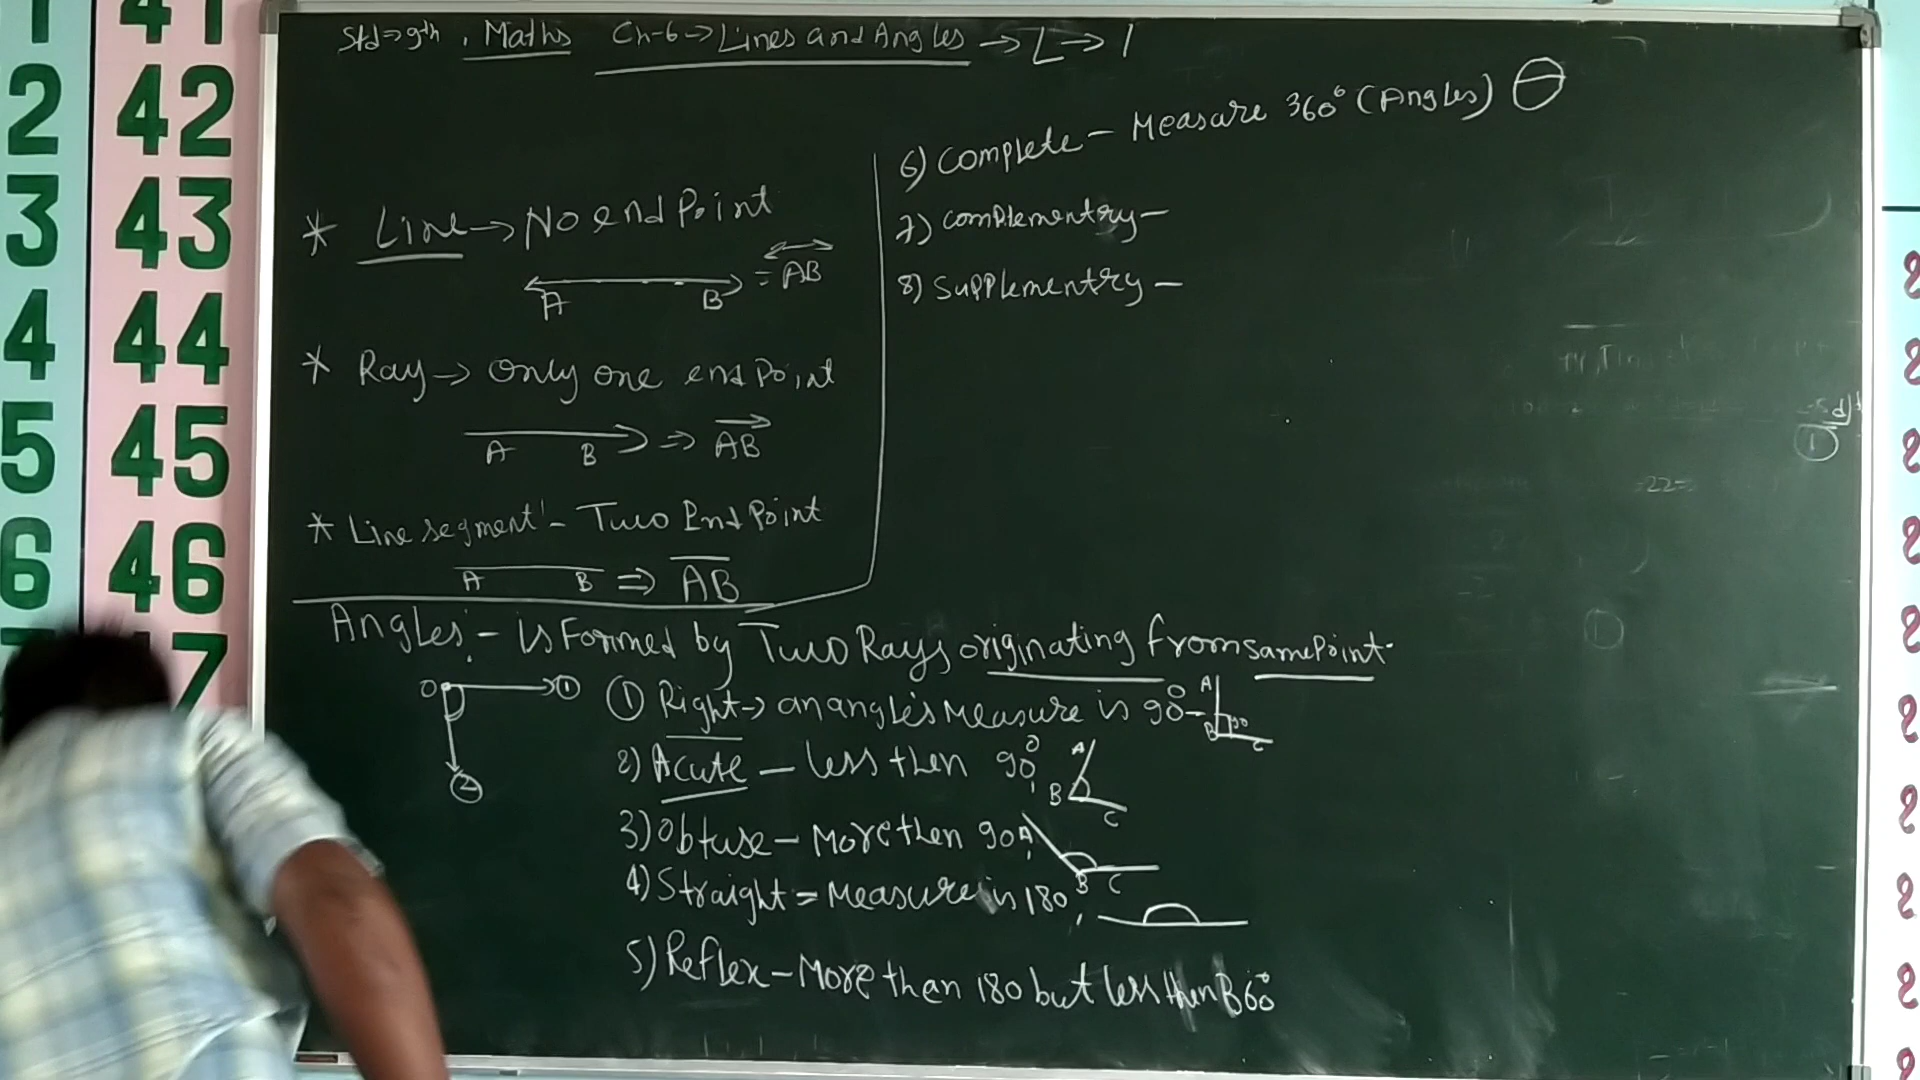 Std⇒9th, Maths Ch-6→Lines and Angles → L→1
* Line→No end Point
A B = AB
* Ray→ Only one end Point
A B ⇒ AB
* Line segment - Two End Point
A B ⇒ AB
Angles:- is Formed by Two Rays originating from same Point.
O ① ②
① Right→ an angle's measure is 90°- A B C 90
2) Acute - less then 90° A B C
3) Obtuse - More then 90 A B C
4) Straight = Measure is 180
5) Reflex - More than 180 but less then 360°
6) Complete - Measure 360° (Angles)
7) Complementry -
8) Supplementry -
1 41
2 42
3 43
4 44
5 45
6 46
7
22
①
①